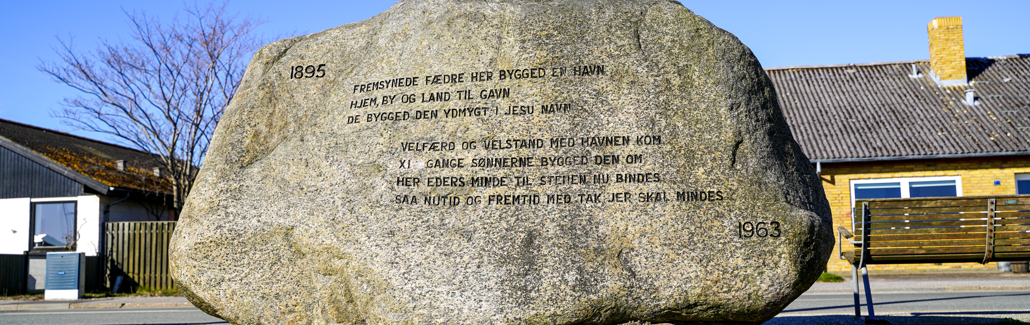 1895
FREMSYNEDE FÆDRE HER BYGGED EN HAVN
HJEM, BY OG LAND TIL GAVN
DE BYGGED DEN YDMYGT I JESU NAVN
VELFÆRD OG VELSTAND MED HAVNEN KOM
XI GANGE SØNNERNE BYGGED DEN OM
HER EDERS MINDE TIL STENEN NU BINDES
SAA NUTID OG FREMTID MED TAK JER SKAL MINDES
1963